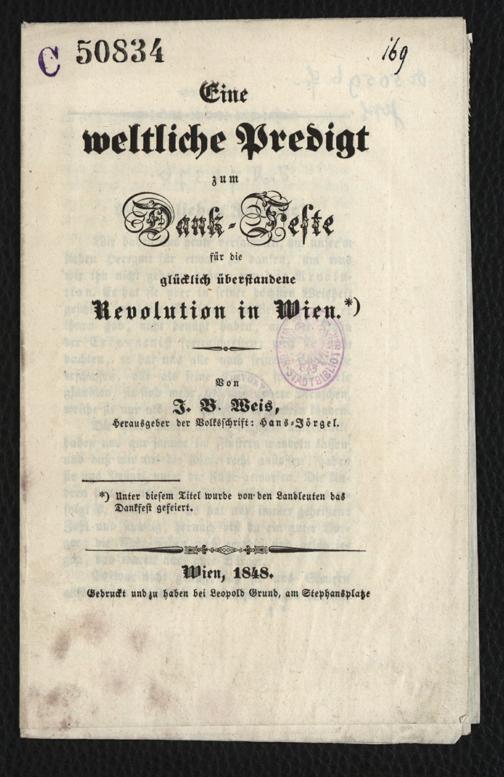 C 50834
169
Eine
weltliche Predigt
zum
Dank-Feste
für die
glücklich überstandene
Revolution in Wien.*)
Von
J. B. Weis,
Herausgeber der Volksschrift: Hans-Jörgel.
*) Unter diesem Titel wurde von den Landleuten das
Dankfest gefeiert.
Wien, 1848.
Gedruckt und zu haben bei Leopold Grund, am Stephansplatze